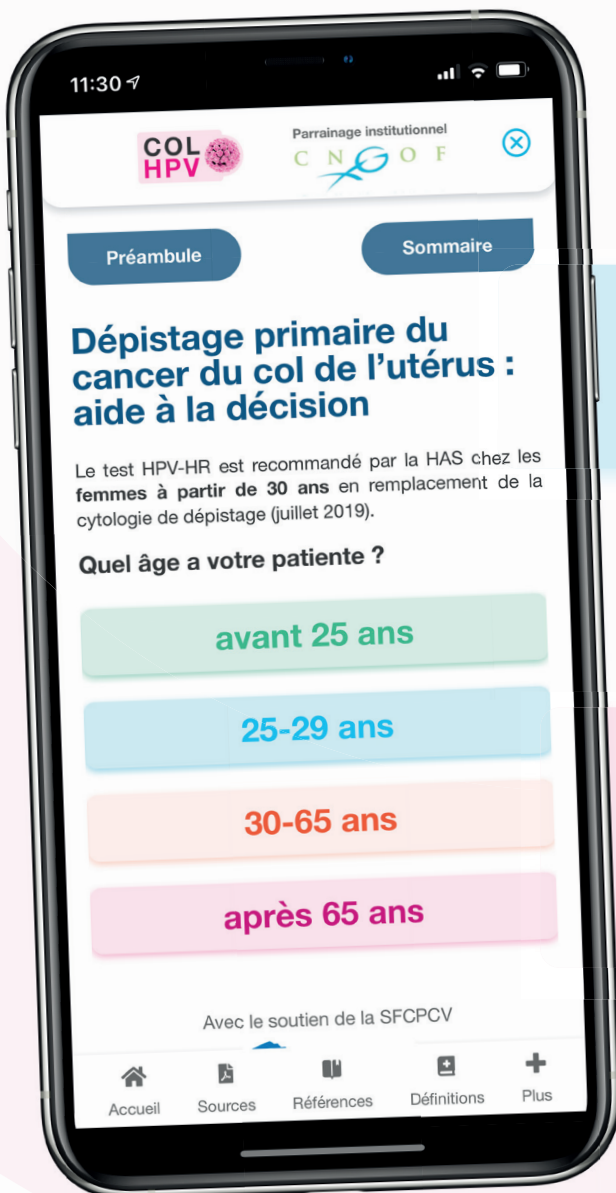 11:30
COL
HPV
Parrainage institutionnel
CNGOF
Préambule
Sommaire
Dépistage primaire du
cancer du col de l’utérus :
aide à la décision
Le test HPV-HR est recommandé par la HAS chez les
femmes à partir de 30 ans en remplacement de la
cytologie de dépistage (juillet 2019).
Quel âge a votre patiente ?
avant 25 ans
25-29 ans
30-65 ans
après 65 ans
Avec le soutien de la SFCPCV
Accueil
Sources
Références
Définitions
Plus